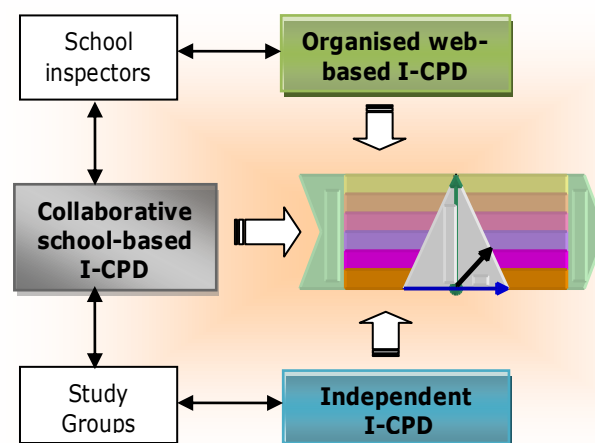 School
inspectors
Organised web-
based I-CPD
Collaborative
school-based
I-CPD
Study
Groups
Independent
I-CPD